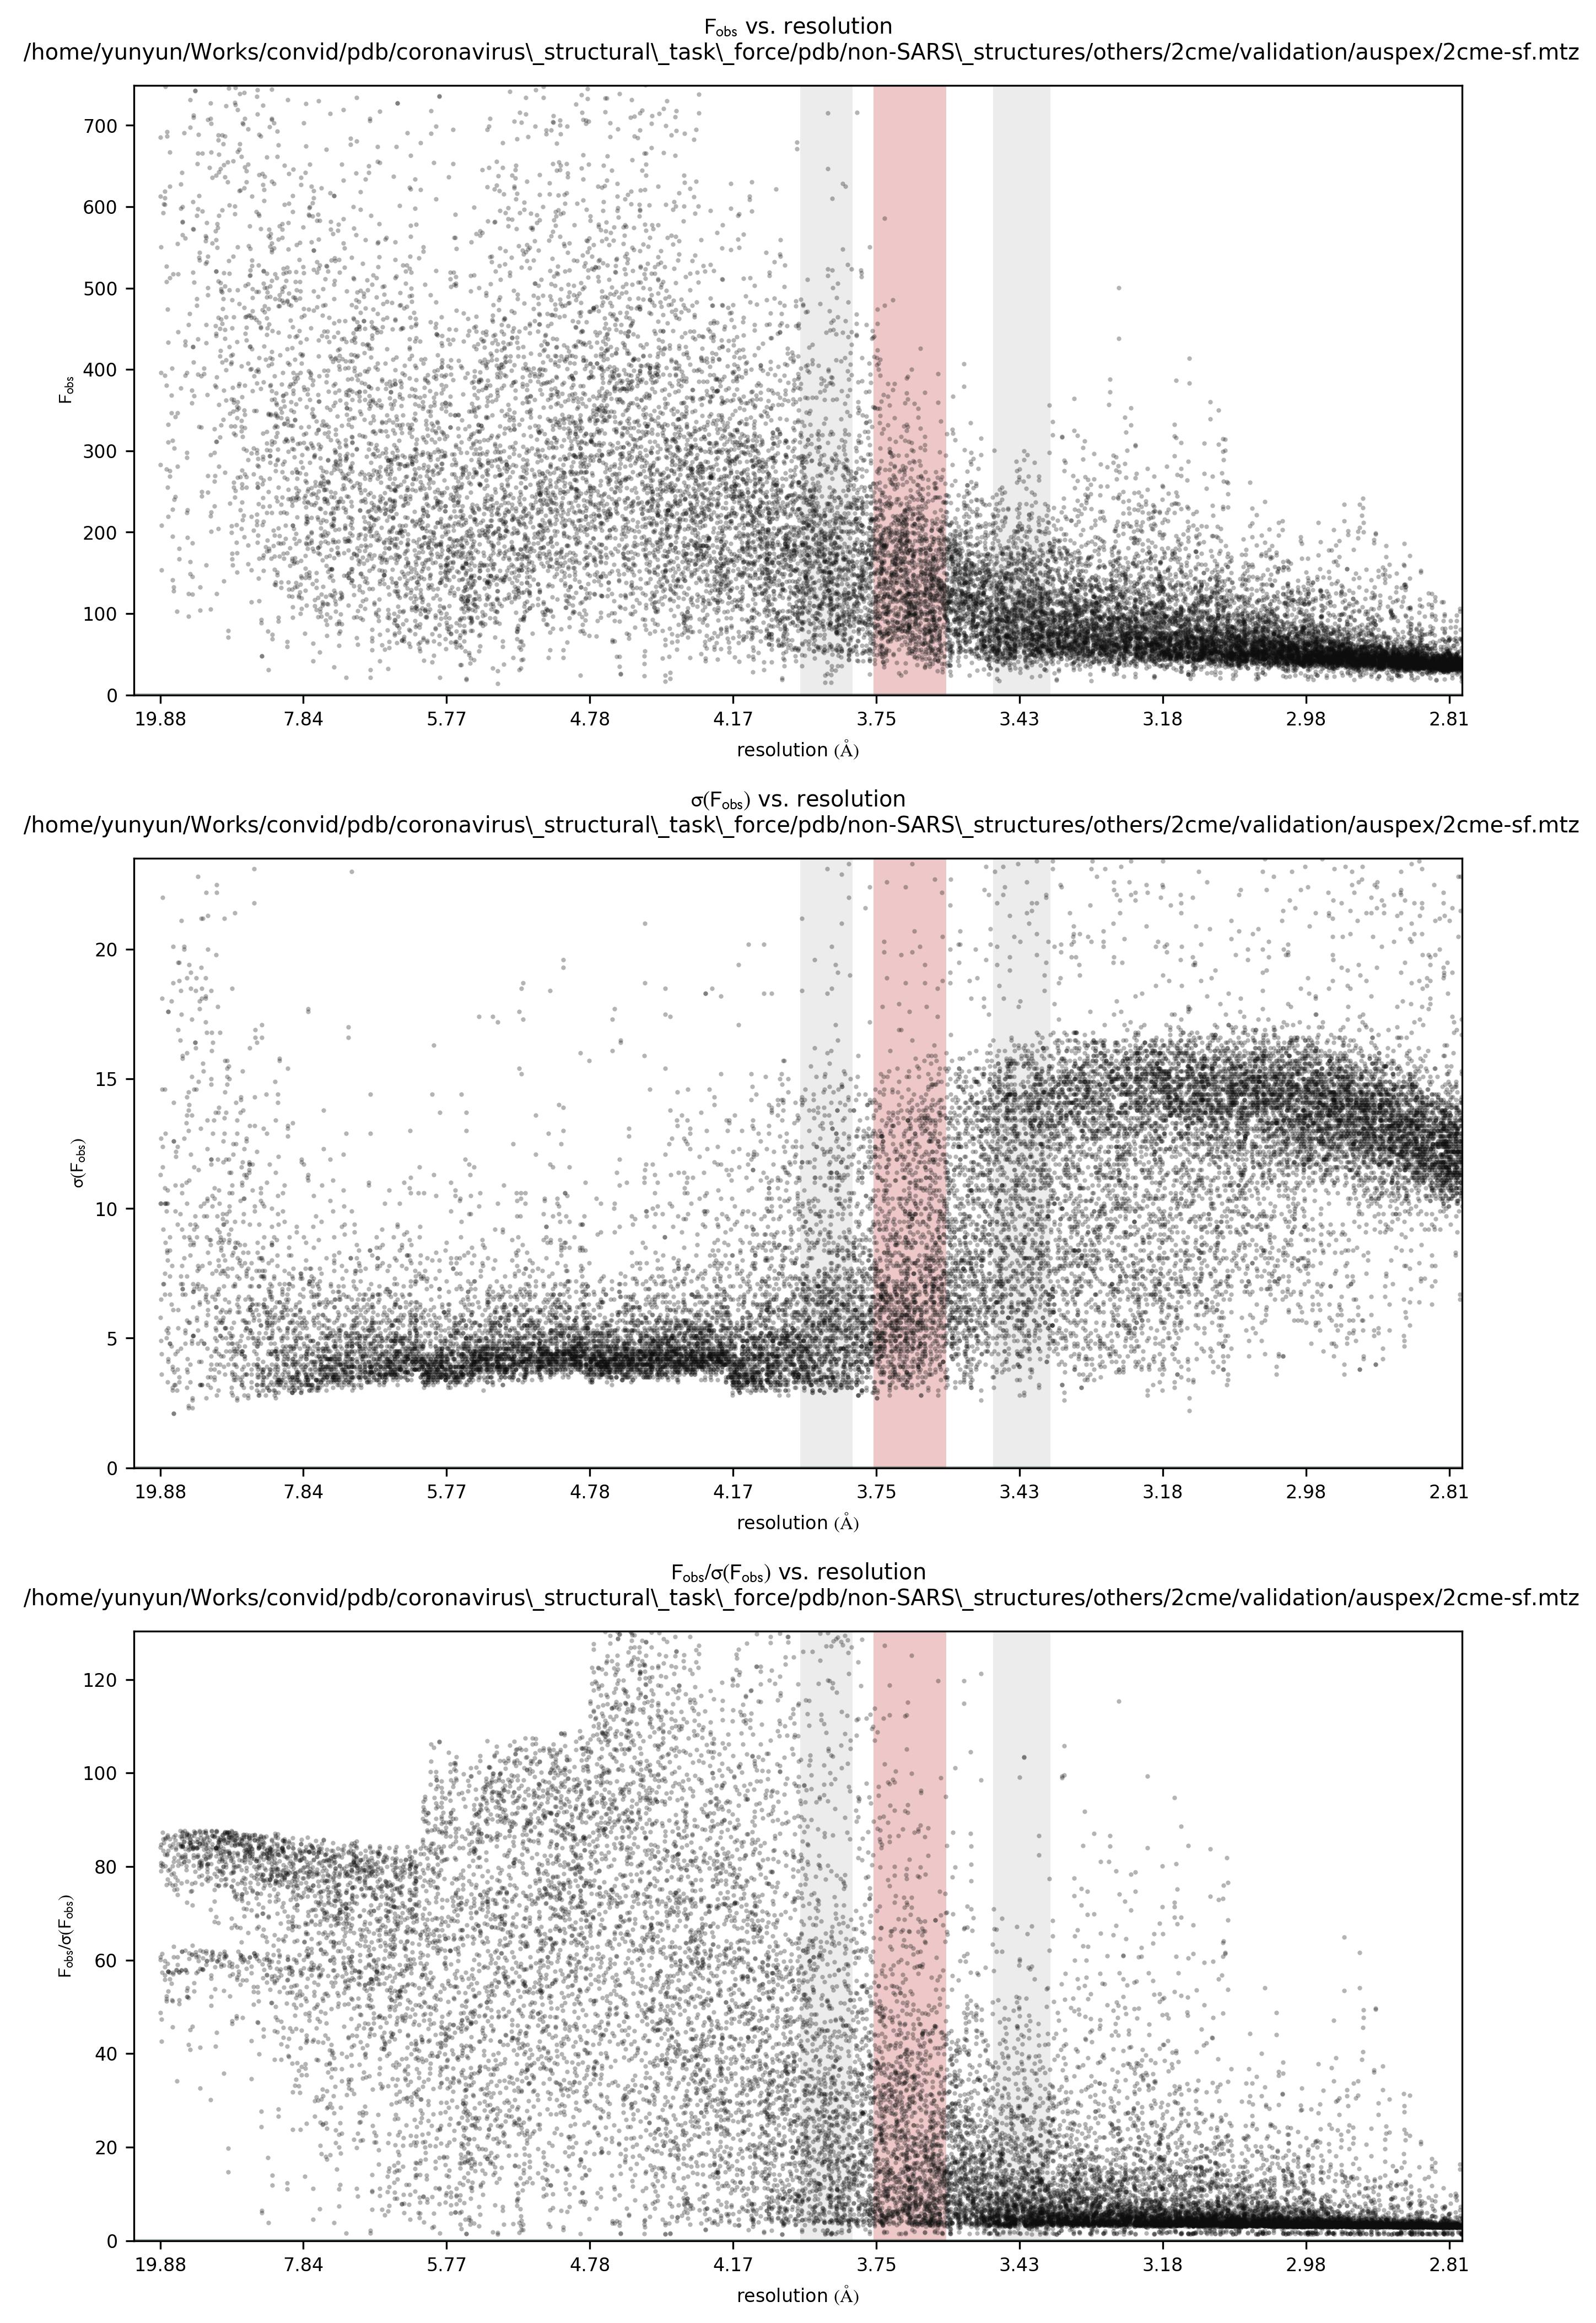 Fobs vs. resolution
/home/yunyun/Works/convid/pdb/coronavirus\_structural\_task\_force/pdb/non-SARS\_structures/others/2cme/validation/auspex/2cme-sf.mtz
700
600
500
400
300
200
100
0
Fobs
19.88 7.84 5.77 4.78 4.17 3.75 3.43 3.18 2.98 2.81
resolution (Å)
σ(Fobs) vs. resolution
/home/yunyun/Works/convid/pdb/coronavirus\_structural\_task\_force/pdb/non-SARS\_structures/others/2cme/validation/auspex/2cme-sf.mtz
20
15
10
5
0
σ(Fobs)
19.88 7.84 5.77 4.78 4.17 3.75 3.43 3.18 2.98 2.81
resolution (Å)
Fobs/σ(Fobs) vs. resolution
/home/yunyun/Works/convid/pdb/coronavirus\_structural\_task\_force/pdb/non-SARS\_structures/others/2cme/validation/auspex/2cme-sf.mtz
120
100
80
60
40
20
0
Fobs/σ(Fobs)
19.88 7.84 5.77 4.78 4.17 3.75 3.43 3.18 2.98 2.81
resolution (Å)